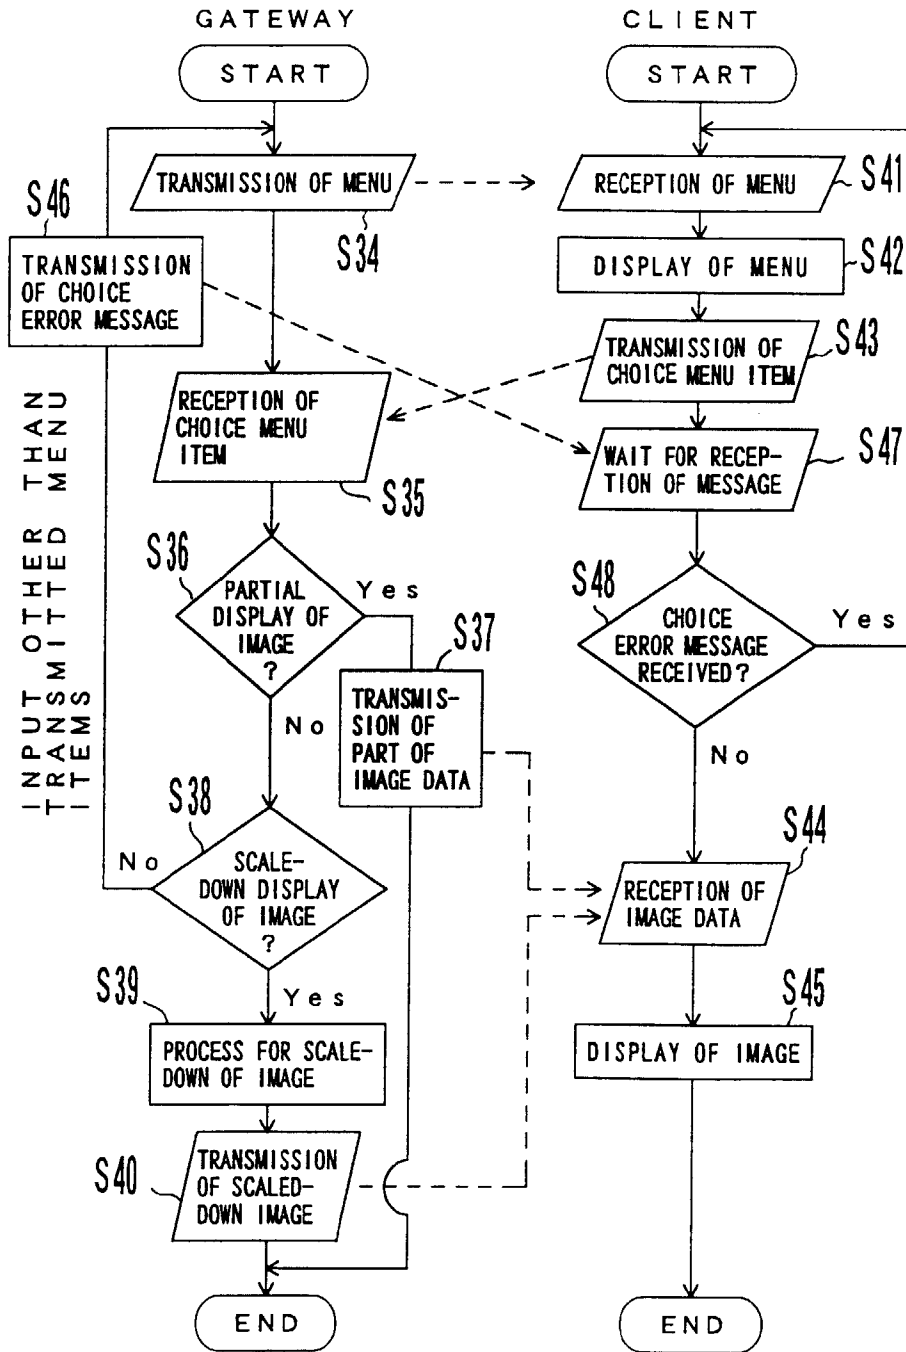 GATEWAY
START
TRANSMISSION OF MENU
S34
S46
TRANSMISSION
OF CHOICE
ERROR MESSAGE
INPUT OTHER THAN
TRANSMITTED MENU
ITEMS
RECEPTION OF
CHOICE MENU
ITEM
S35
S36
PARTIAL
DISPLAY OF
IMAGE
?
Yes
No
S37
TRANSMIS-
SION OF
PART OF
IMAGE DATA
S38
No
SCALE-
DOWN DISPLAY
OF IMAGE
?
Yes
S39
PROCESS FOR SCALE-
DOWN OF IMAGE
S40
TRANSMISSION
OF SCALED-
DOWN IMAGE
END
CLIENT
START
RECEPTION OF MENU
S41
DISPLAY OF MENU
S42
TRANSMISSION OF
CHOICE MENU ITEM
S43
WAIT FOR RECEP-
TION OF MESSAGE
S47
S48
CHOICE
ERROR MESSAGE
RECEIVED?
Yes
No
S44
RECEPTION OF
IMAGE DATA
S45
DISPLAY OF IMAGE
END